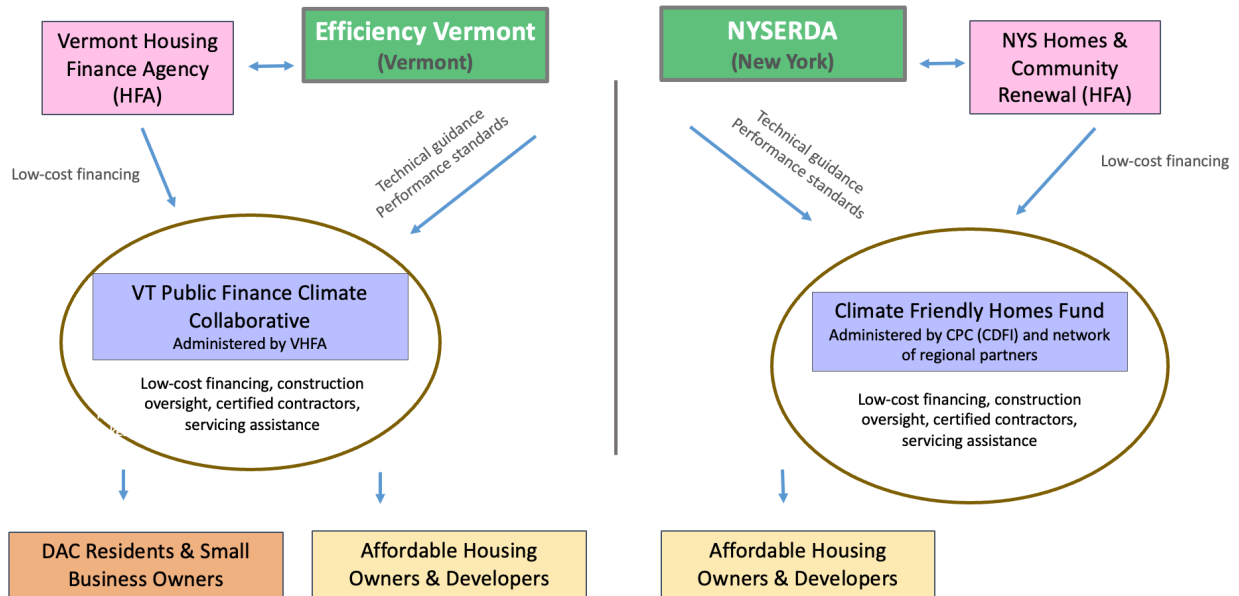 Vermont Housing
Finance Agency
(HFA)
Efficiency Vermont
(Vermont)
Low-cost financing
Technical guidance
Performance standards
VT Public Finance Climate
Collaborative
Administered by VHFA
Low-cost financing, construction
oversight, certified contractors,
servicing assistance
DAC Residents & Small
Business Owners
Affordable Housing
Owners & Developers
NYSERDA
(New York)
NYS Homes &
Community
Renewal (HFA)
Technical guidance
Performance standards
Low-cost financing
Climate Friendly Homes Fund
Administered by CPC (CDFI) and network
of regional partners
Low-cost financing, construction
oversight, certified contractors,
servicing assistance
Affordable Housing
Owners & Developers